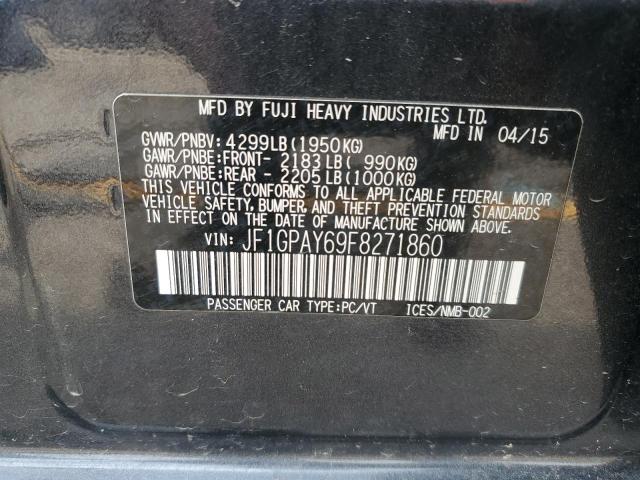 MFD BY FUJI HEAVY INDUSTRIES LTD.
MFD IN 04/15
GVWR/PNBV: 4299LB(1950KG)
GAWR/PNBE:FRONT- 2183LB( 990KG)
GAWR/PNBE:REAR - 2205LB(1000KG)
THIS VEHICLE CONFORMS TO ALL APPLICABLE FEDERAL MOTOR
VEHICLE SAFETY, BUMPER, AND THEFT PREVENTION STANDARDS
IN EFFECT ON THE DATE OF MANUFACTURE SHOWN ABOVE.
VIN: JF1GPAY69F8271860
PASSENGER CAR TYPE:PC/VT ICES/NMB-002